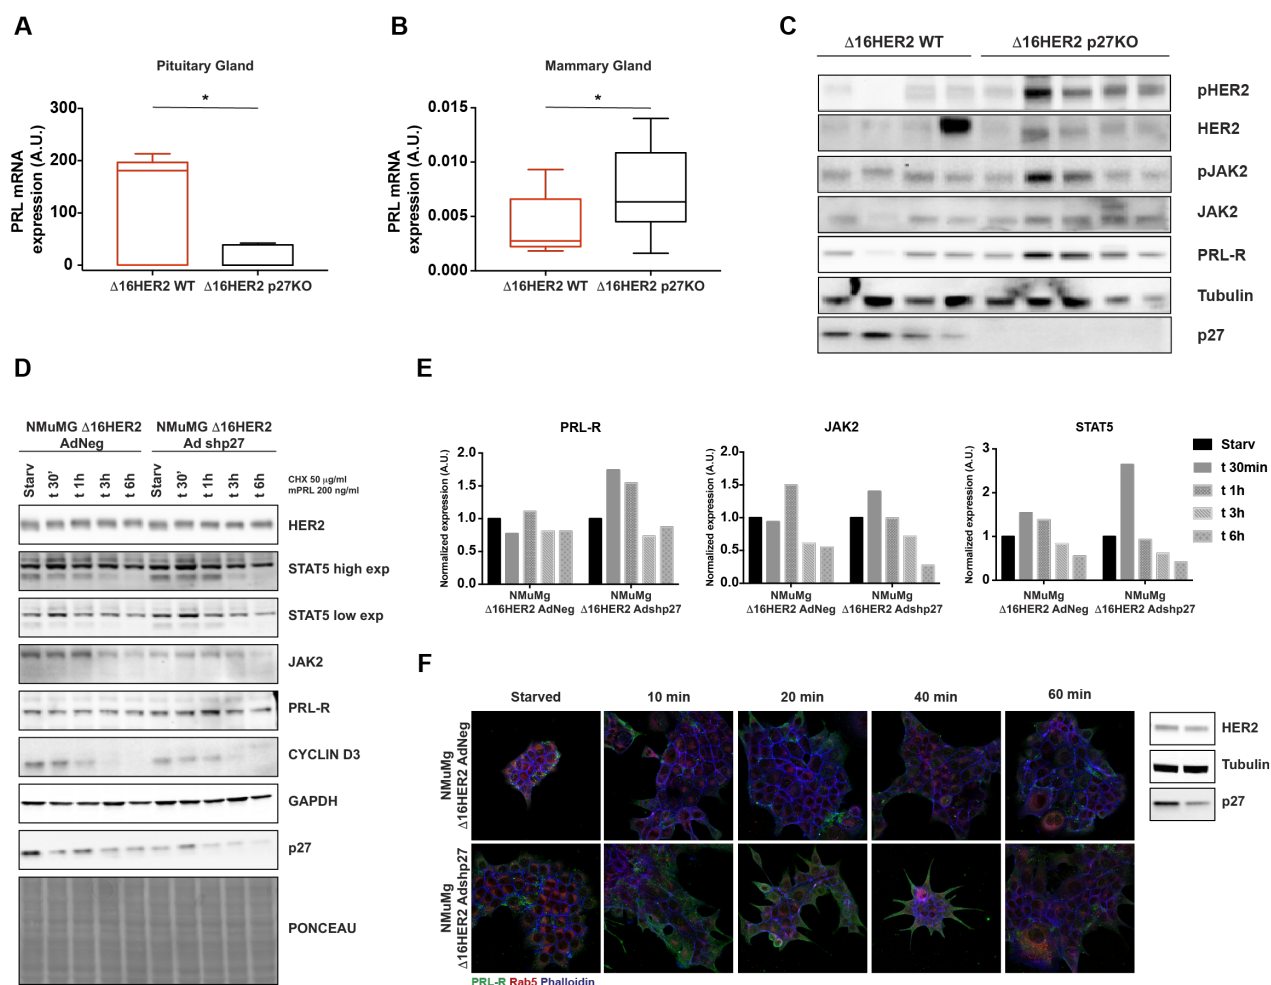 A
Pituitary Gland
*
PRL mRNA
expression (A.U.)
300
200
100
0
Δ16HER2 WT
Δ16HER2 p27KO
B
Mammary Gland
*
PRL mRNA
expression (A.U.)
0.015
0.010
0.005
0.000
Δ16HER2 WT
Δ16HER2 p27KO
C
Δ16HER2 WT
Δ16HER2 p27KO
pHER2
HER2
pJAK2
JAK2
PRL-R
Tubulin
p27
D
NMuMG Δ16HER2
AdNeg
NMuMG Δ16HER2
Ad shp27
Starv
t 30'
t 1h
t 3h
t 6h
Starv
t 30'
t 1h
t 3h
t 6h
CHX 50 µg/ml
mPRL 200 ng/ml
HER2
STAT5 high exp
STAT5 low exp
JAK2
PRL-R
CYCLIN D3
GAPDH
p27
PONCEAU
E
PRL-R
Normalized expression (A.U.)
2.0
1.5
1.0
0.5
0.0
NMuMg
Δ16HER2 AdNeg
NMuMg
Δ16HER2 Adshp27
JAK2
Normalized expression (A.U.)
2.0
1.5
1.0
0.5
0.0
NMuMg
Δ16HER2 AdNeg
NMuMg
Δ16HER2 Adshp27
STAT5
Normalized expression (A.U.)
3
2
1
0
NMuMg
Δ16HER2 AdNeg
NMuMg
Δ16HER2 Adshp27
Starv
t 30min
t 1h
t 3h
t 6h
F
Starved
10 min
20 min
40 min
60 min
NMuMg
Δ16HER2 AdNeg
NMuMg
Δ16HER2 Adshp27
PRL-R Rab5 Phalloidin
HER2
Tubulin
p27